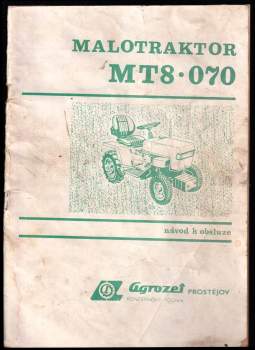 MALOTRAKTOR
MT8·070
návod k obsluze
agrozet PROSTĚJOV